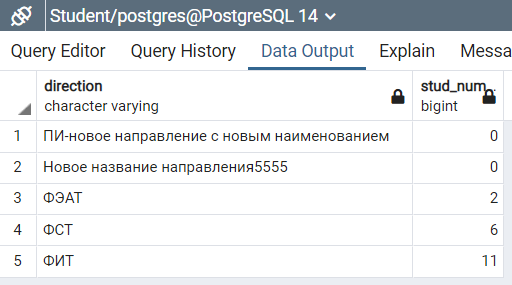 Student/postgres@PostgreSQL 14
Query Editor Query History Data Output Explain Messa
direction stud_num
character varying bigint
1 ПИ-новое направление с новым наименованием 0
2 Новое название направления5555 0
3 ФЭАТ 2
4 ФСТ 6
5 ФИТ 11